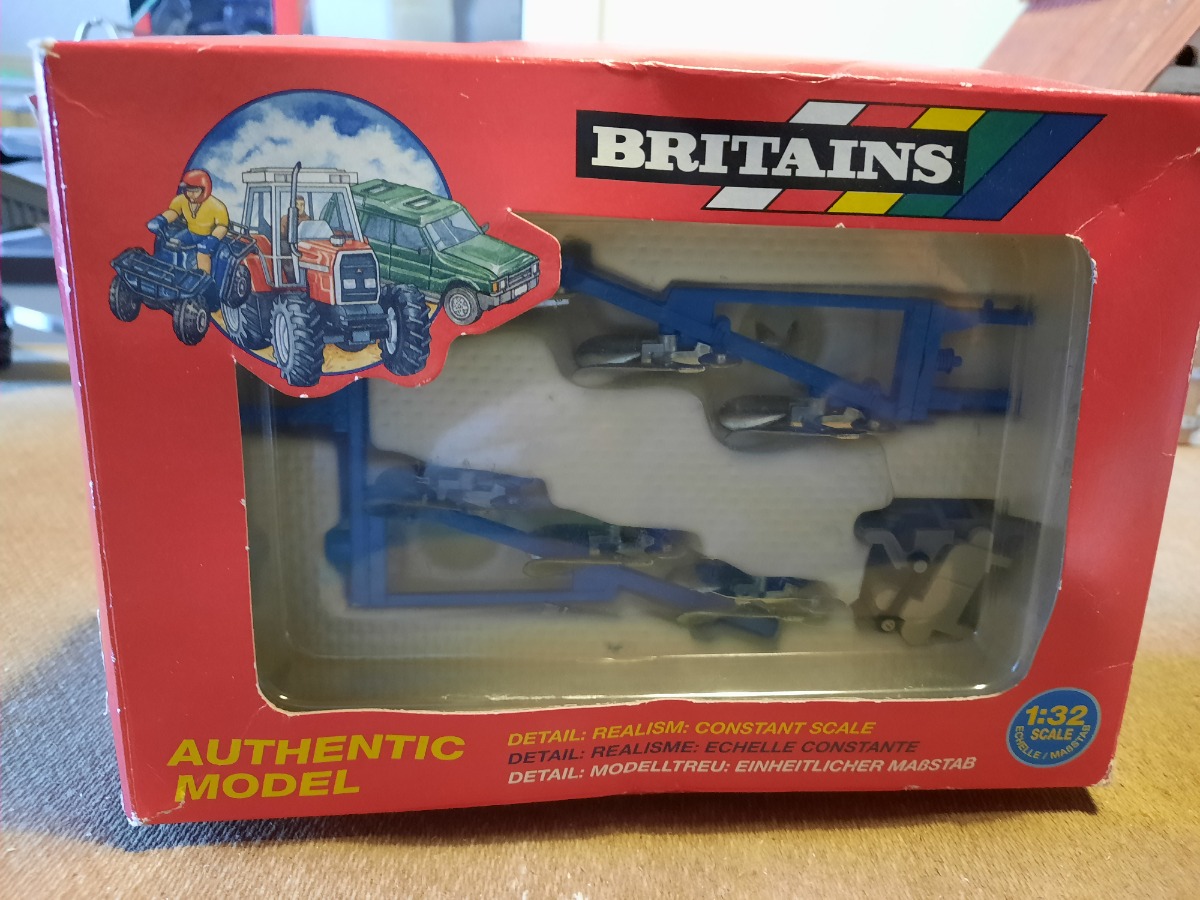 BRITAINS
AUTHENTIC
MODEL
DETAIL: REALISM: CONSTANT SCALE
DETAIL: REALISME: ECHELLE CONSTANTE
DETAIL: MODELLTREU: EINHEITLICHER MAßSTAB
1:32
SCALE
ECHELLE / MAßSTAB